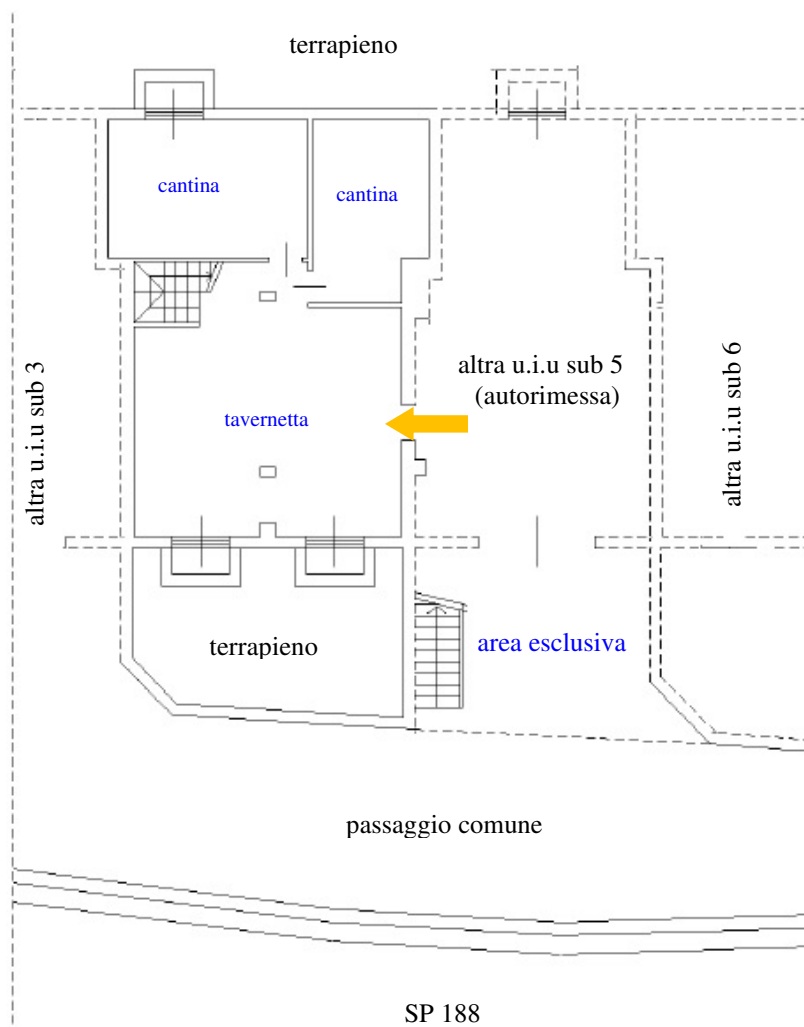 terrapieno
cantina
cantina
altra u.i.u sub 3
altra u.i.u sub 5
(autorimessa)
altra u.i.u sub 6
tavernetta
terrapieno
area esclusiva
passaggio comune
SP 188